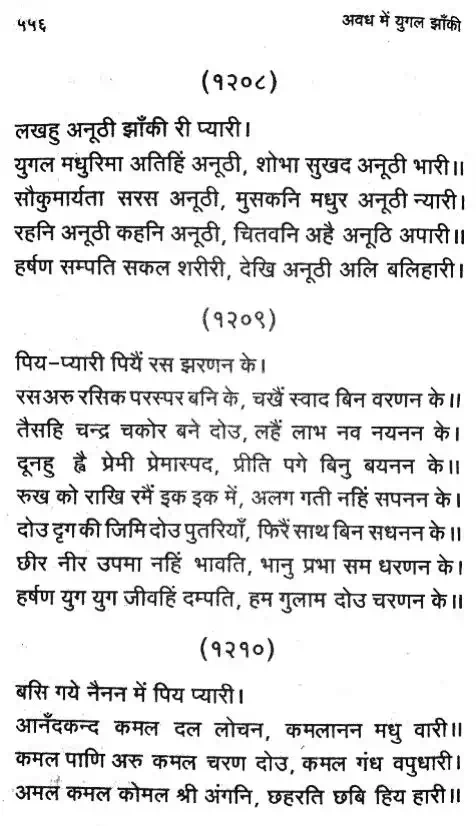 ५५६ अवध में युगल झाँकी
(१२०८)
लखहु अनूठी झाँकी री प्यारी।
युगल मधुरिमा अतिहिं अनूठी, शोभा सुखद अनूठी भारी॥
सौकुमार्यता सरस अनूठी, मुसकनि मधुर अनूठी न्यारी।
रहनि अनूठी कहनि अनूठी, चितवनि अहै अनूठि अपारी॥
हर्षण सम्पति सकल शरीरी, देखि अनूठी अलि बलिहारी।
(१२०९)
पिय-प्यारी पियैं रस झरणन के।
रस अरु रसिक परस्पर बनि के, चखैं स्वाद बिन वरणन के॥
तैसहि चन्द्र चकोर बने दोउ, लहैं लाभ नव नयनन के।
दूनहु ह्वै प्रेमी प्रेमास्पद, प्रीति पगे बिनु बयनन के॥
रुख को राखि रमैं इक इक में, अलग गती नहिं सपनन के।
दोउ दृग की जिमि दोउ पुतरियाँ, फिरैं साथ बिन सधनन के॥
छीर नीर उपमा नहिं भावति, भानु प्रभा सम धरणन के।
हर्षण युग युग जीवहिं दम्पति, हम गुलाम दोउ चरणन के॥
(१२१०)
बसि गये नैनन में पिय प्यारी।
आनँदकन्द कमल दल लोचन, कमलानन मधु वारी॥
कमल पाणि अरु कमल चरण दोउ, कमल गंध वपुधारी।
अमल कमल कोमल श्री अंगनि, छहरति छबि हिय हारी॥